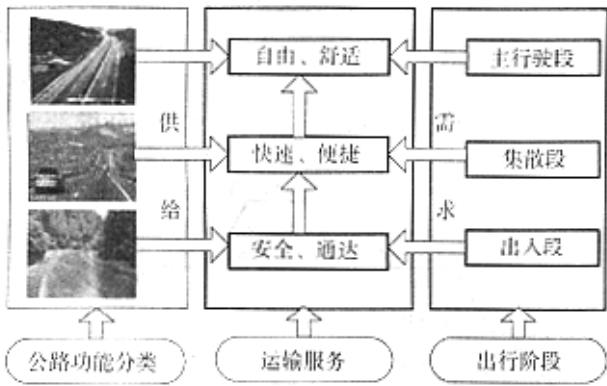 自由、舒适
主行驶段
供
需
快速、便捷
集散段
给
求
安全、通达
出入段
公路功能分类
运输服务
出行阶段